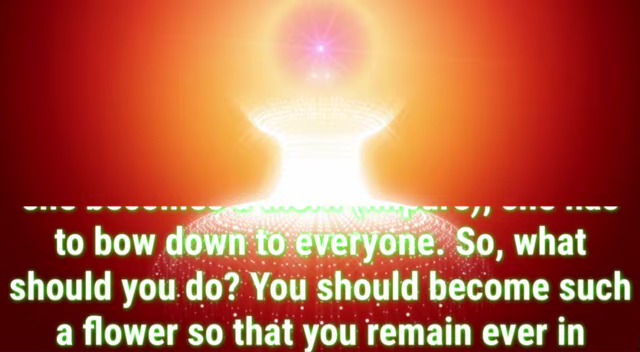 to bow down to everyone. So, what
should you do? You should become such
a flower so that you remain ever in